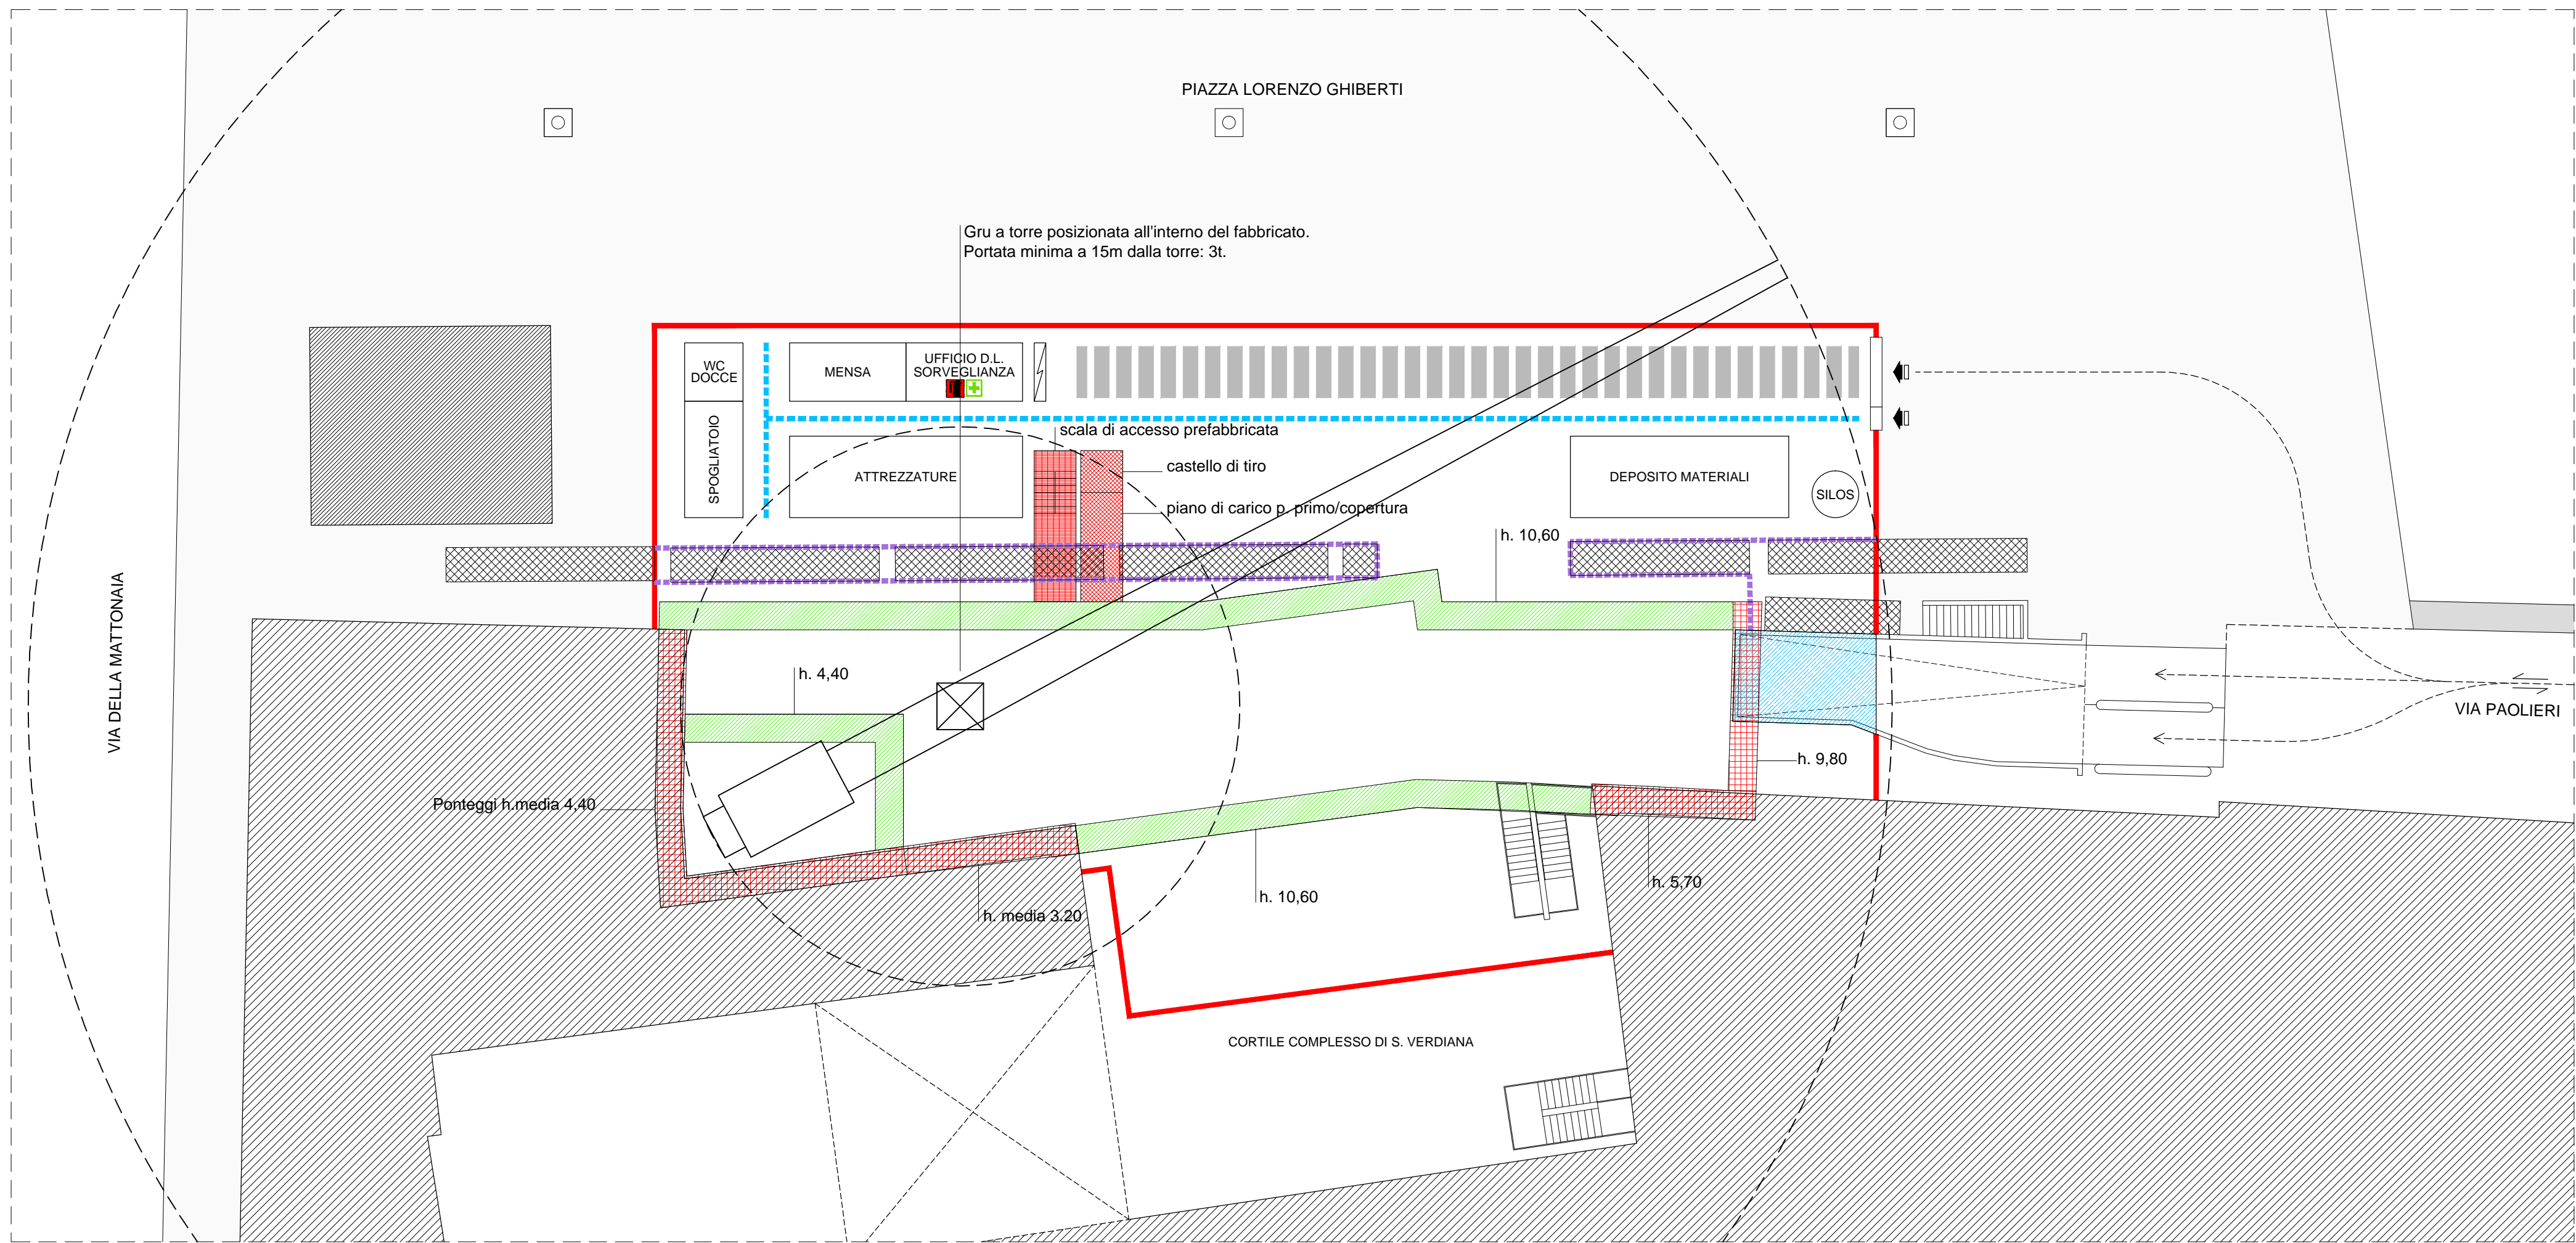 PIAZZA LORENZO GHIBERTI
Gru a torre posizionata all'interno del fabbricato.
Portata minima a 15m dalla torre: 3t.
WC
DOCCE
MENSA
UFFICIO D.L.
SORVEGLIANZA
SPOGLIATOIO
ATTREZZATURE
scala di accesso prefabbricata
castello di tiro
piano di carico p. primo/copertura
DEPOSITO MATERIALI
SILOS
h. 10,60
VIA DELLA MATTONAIA
h. 4,40
VIA PAOLIERI
h. 9,80
Ponteggi h.media 4,40
h. 5,70
h. 10,60
h. media 3.20
CORTILE COMPLESSO DI S. VERDIANA